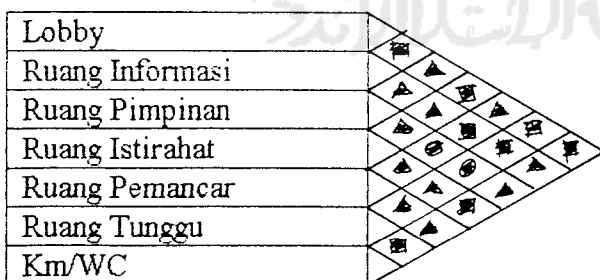 Lobby
Ruang Informasi
Ruang Pimpinan
Ruang Istirahat
Ruang Pemancar
Ruang Tunggu
Km/WC